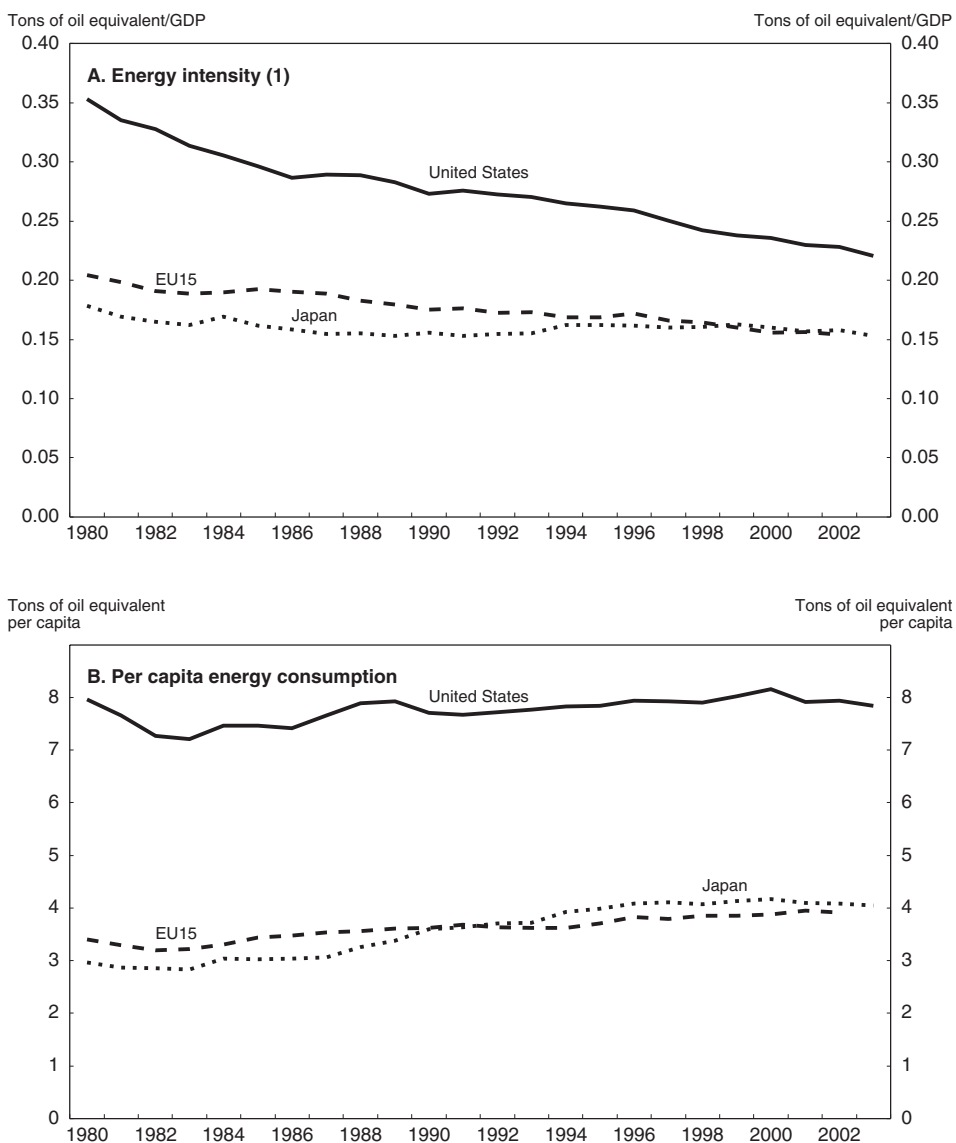 Tons of oil equivalent/GDP Tons of oil equivalent/GDP
0.40 0.40
A. Energy intensity (1)
0.35 0.35
0.30 0.30
United States
0.25 0.25
0.20 EU15 0.20
Japan
0.15 0.15
0.10 0.10
0.05 0.05
0.00 0.00
1980 1982 1984 1986 1988 1990 1992 1994 1996 1998 2000 2002
Tons of oil equivalent Tons of oil equivalent
per capita per capita
B. Per capita energy consumption
8 United States 8
7 7
6 6
5 5
Japan
4 4
EU15
3 3
2 2
1 1
0 0
1980 1982 1984 1986 1988 1990 1992 1994 1996 1998 2000 2002